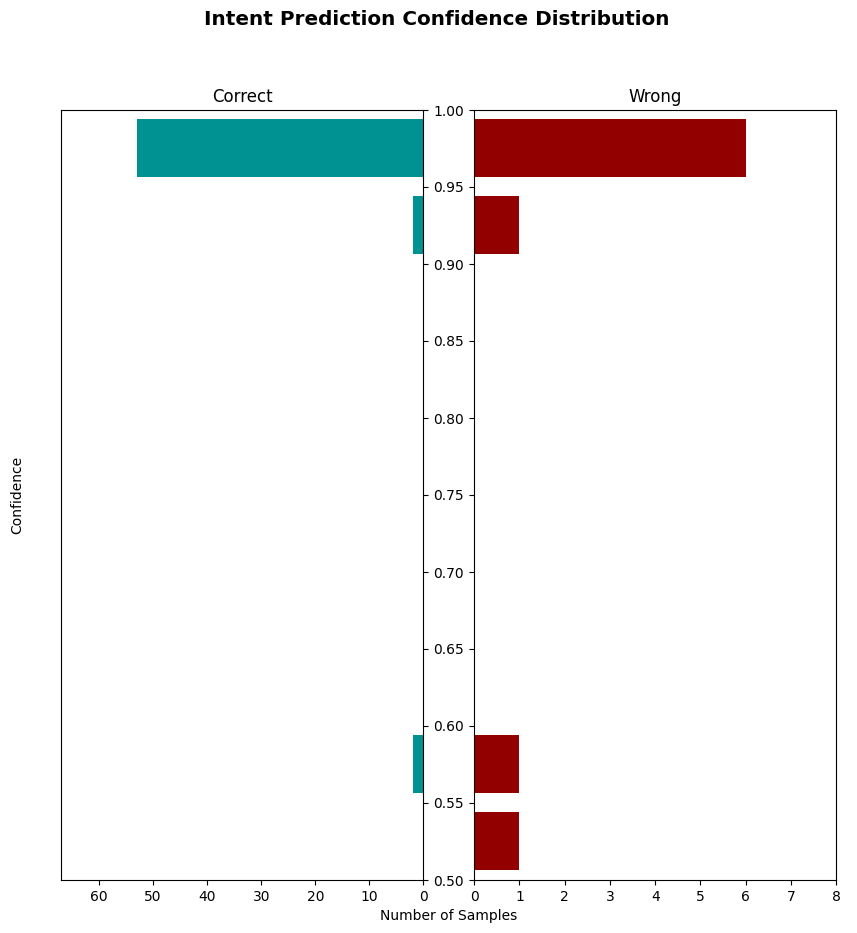 Intent Prediction Confidence Distribution
Correct
Wrong
1.00
0.95
0.90
0.85
0.80
0.75
0.70
0.65
0.60
0.55
0.50
Confidence
60 50 40 30 20 10 0
0 1 2 3 4 5 6 7 8
Number of Samples